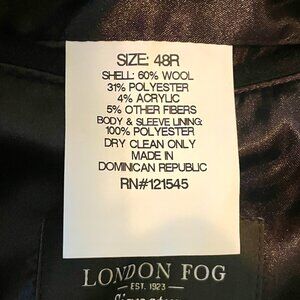 SIZE: 48R
SHELL: 60% WOOL
31% POLYESTER
4% ACRYLIC
5% OTHER FIBERS
BODY & SLEEVE LINING:
100% POLYESTER
DRY CLEAN ONLY
MADE IN
DOMINICAN REPUBLIC
RN#121545
LONDON FOG
EST. 1923
Signature